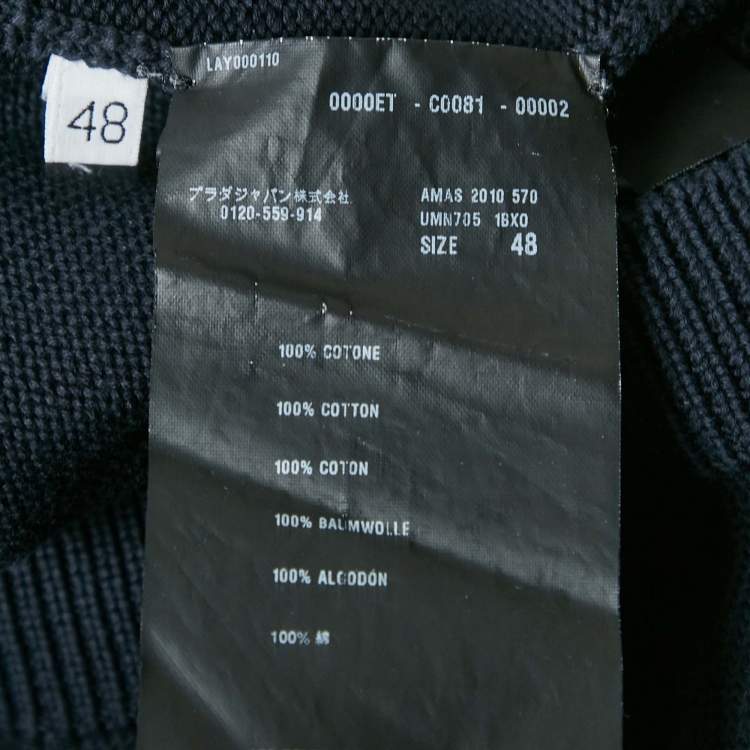 48
LAY000110
0000ET - C0081 - 00002
プラダジャパン株式会社
0120-559-914
AMAS 2010 570
UMN705 1BX0
SIZE 48
100% COTONE
100% COTTON
100% COTON
100% BAUMWOLLE
100% ALGODÓN
100% 綿